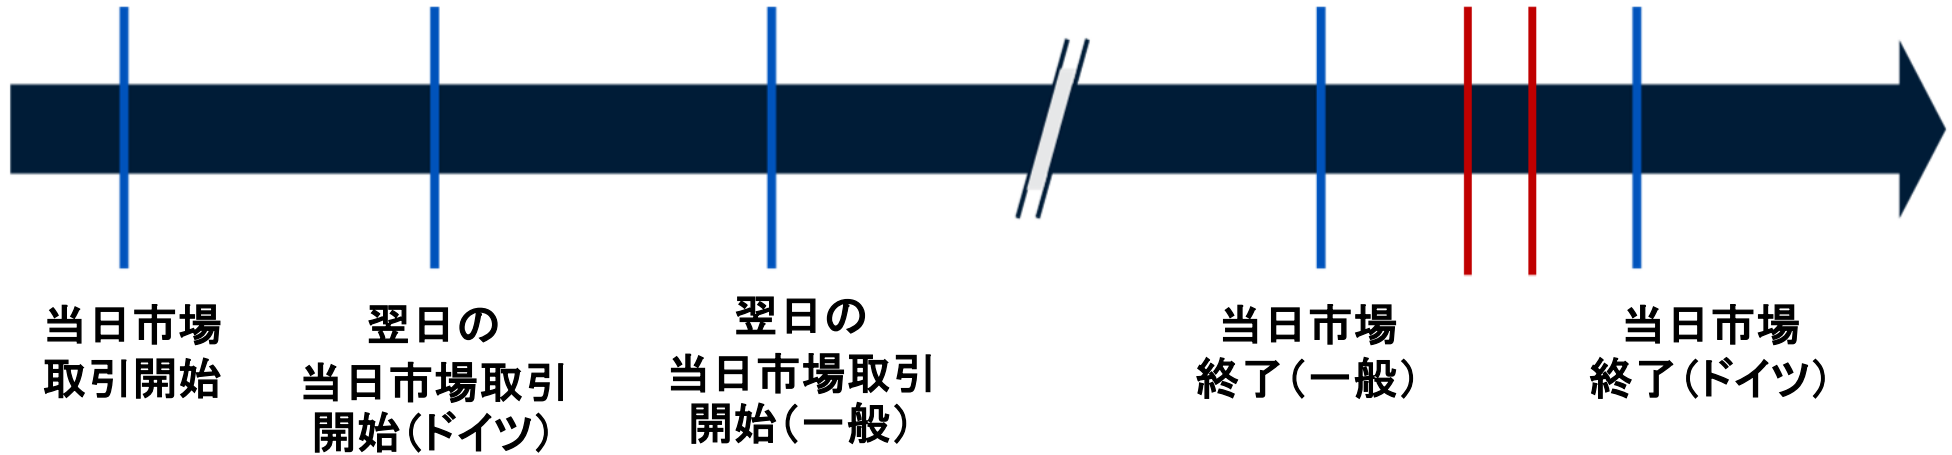 当日市場
取引開始
翌日の
当日市場取引
開始(ドイツ)
翌日の
当日市場取引
開始(一般)
当日市場
終了(一般)
当日市場
終了(ドイツ)